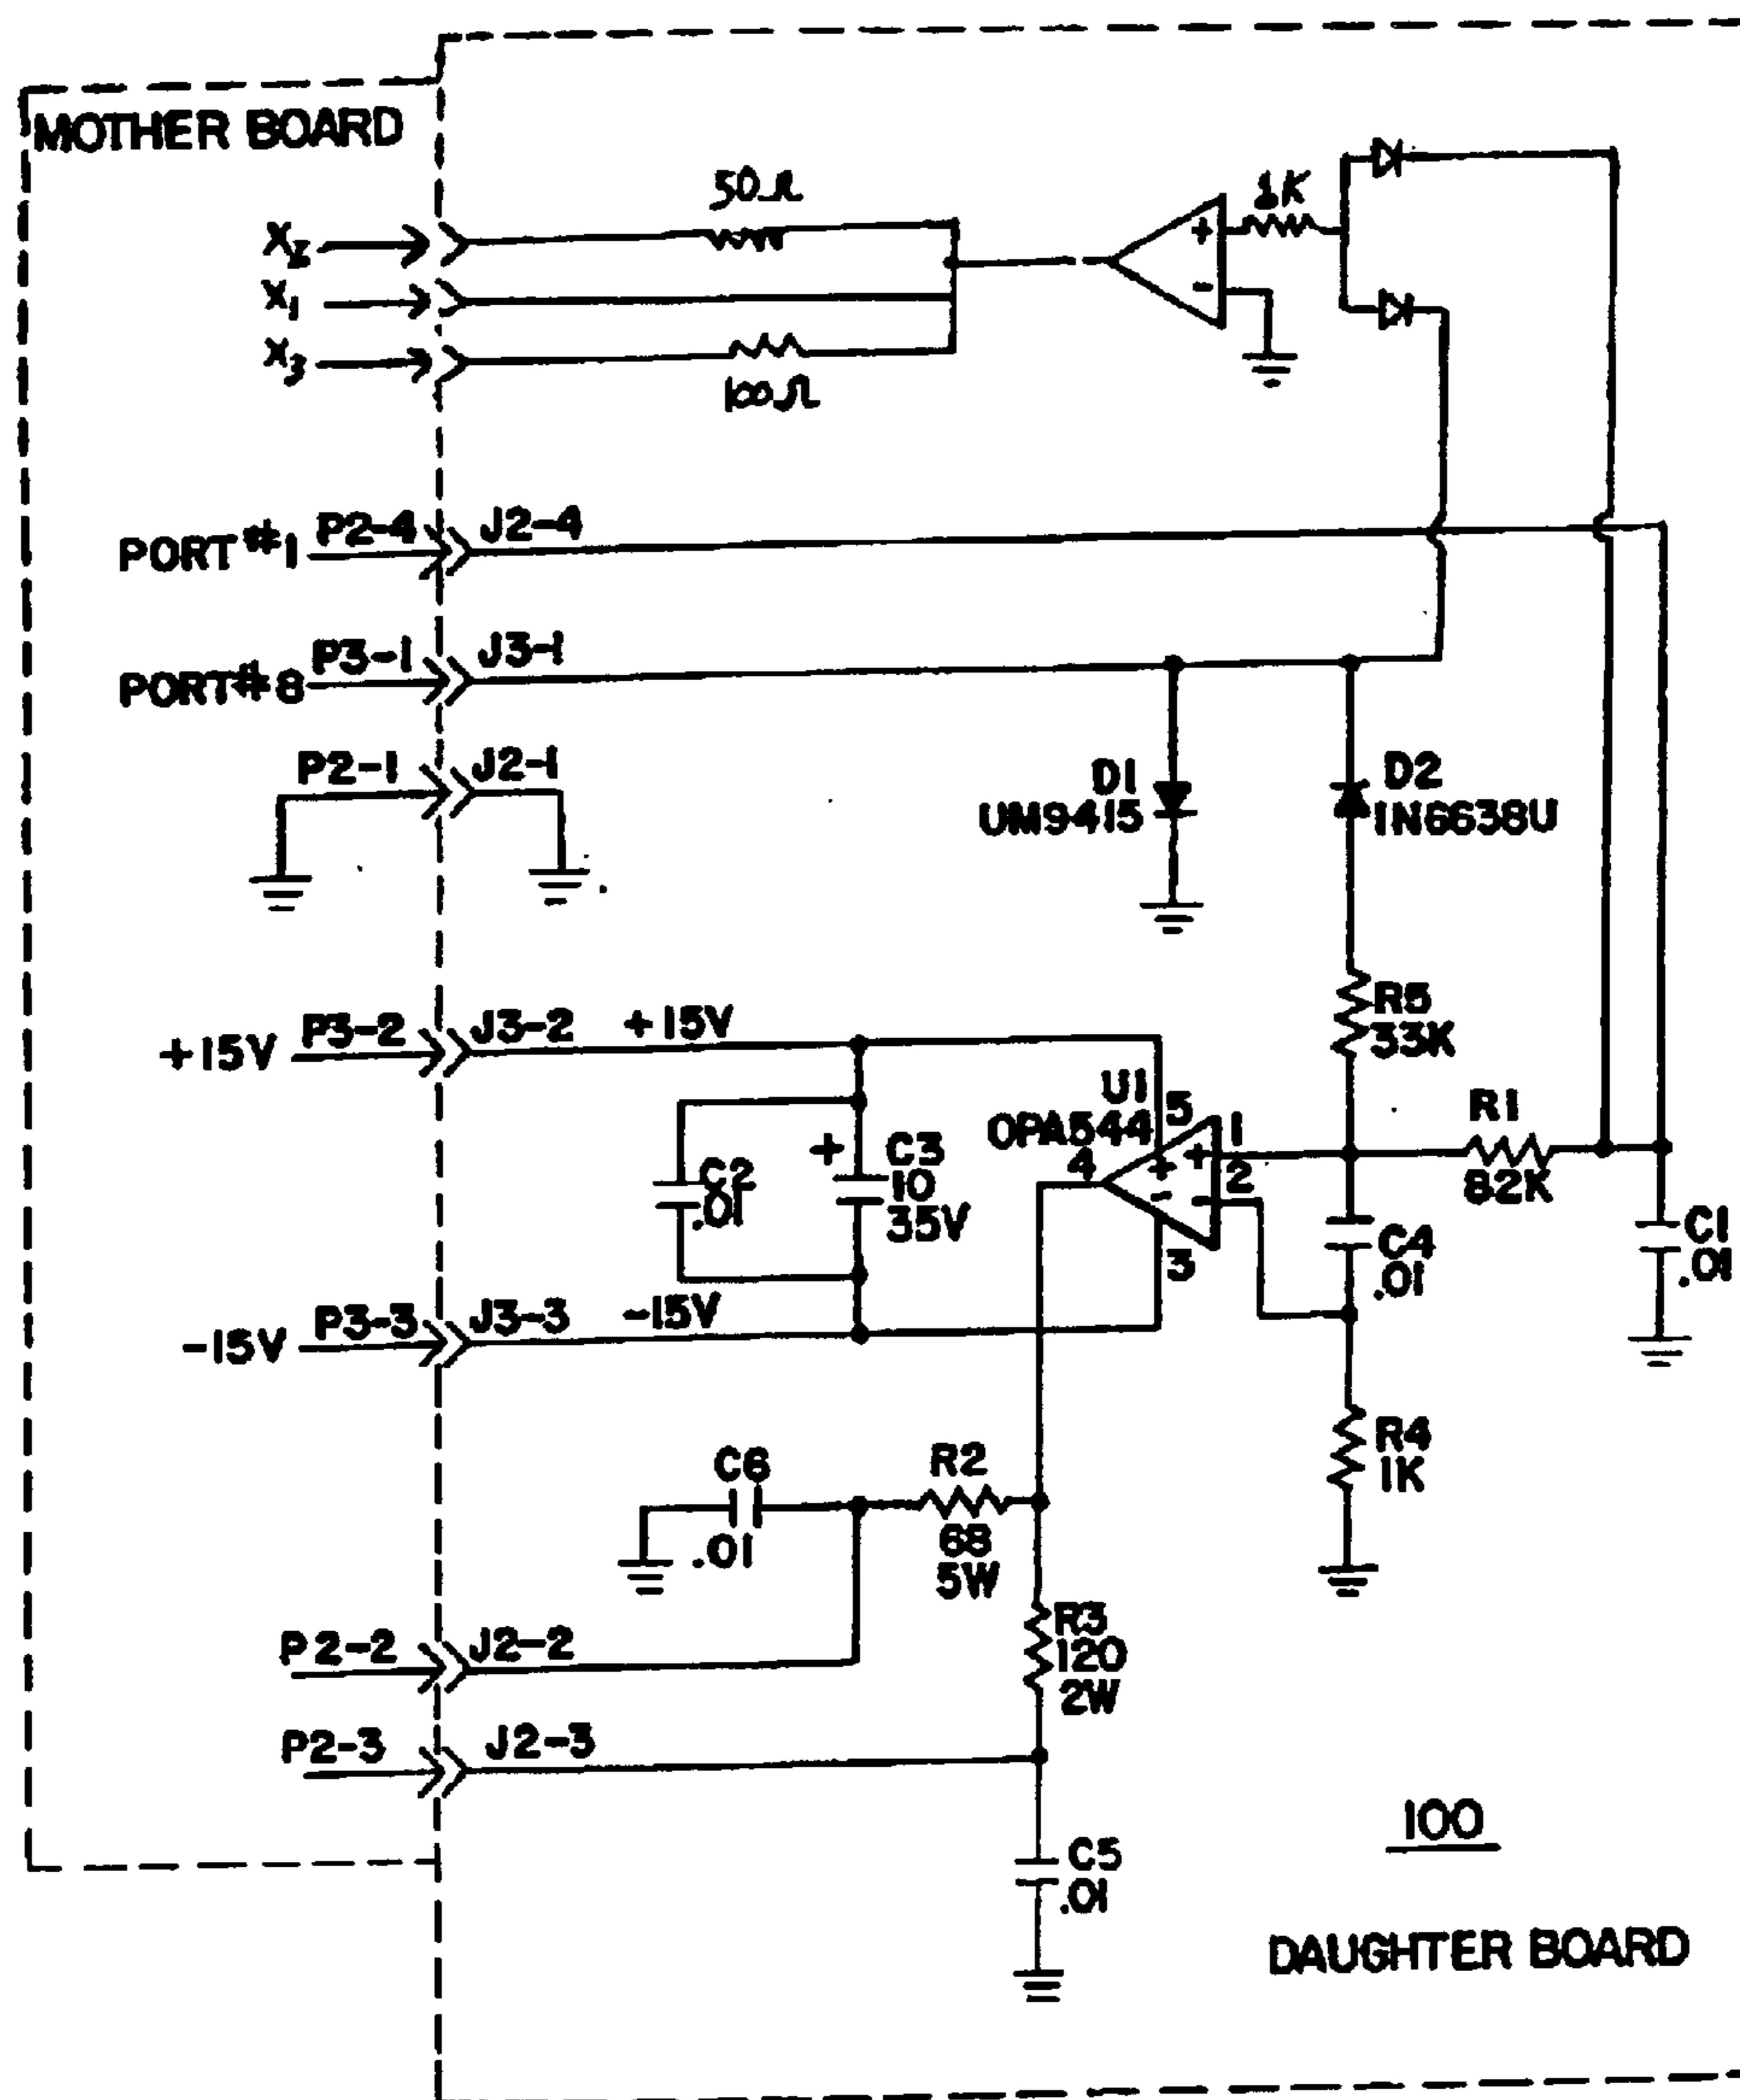 MOTHER BOARD
50Ω
1K
X2
X1
X3
100Ω
+
-
PORT#1 P2-4 J2-4
PORT#8 P3-1 J3-1
P2-1 J2-1
D1
UM9415
D2
1N6638U
R5
33K
+15V P3-2 J3-2 +15V
U1
OPA544
5
1
4
2
3
+
-
+
-
R1
82K
C2
.01
+
C3
10
35V
C4
.01
C1
.01
-15V P3-3 J3-3 -15V
R4
1K
C6
.01
R2
68
5W
R3
120
2W
P2-2 J2-2
P2-3 J2-3
C5
.01
100
DAUGHTER BOARD